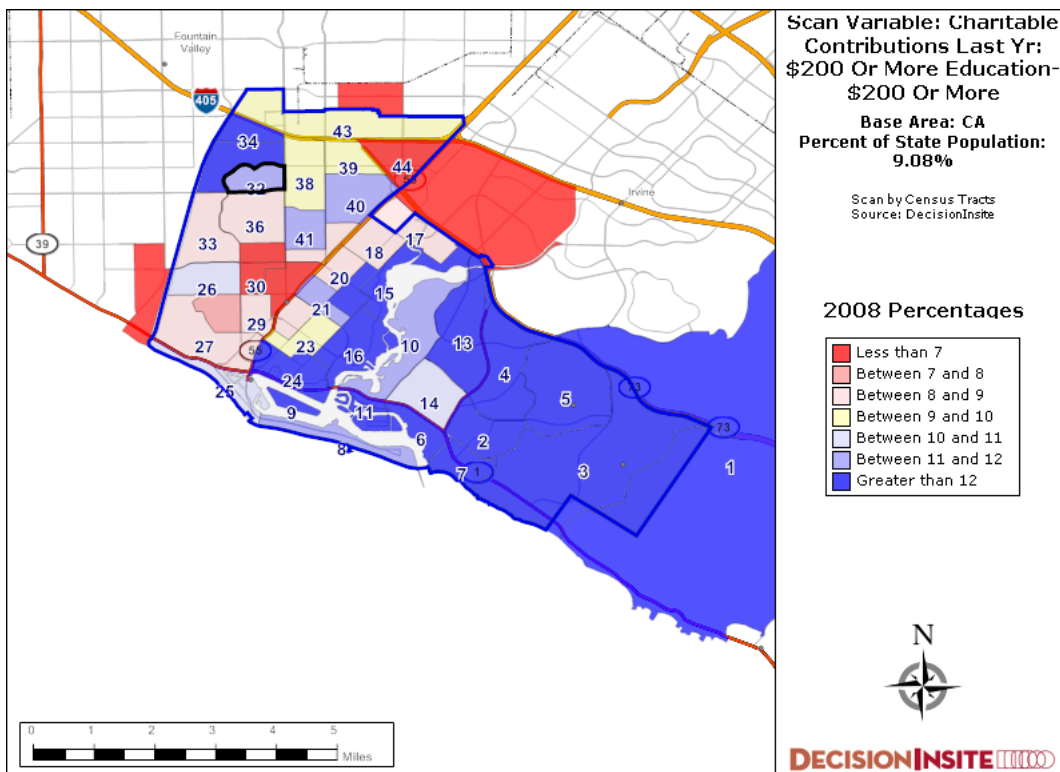 Scan Variable: Charitable
Contributions Last Yr:
$200 Or More Education-
$200 Or More
Base Area: CA
Percent of State Population:
9.08%
Scan by Census Tracts
Source: DecisionInsite
2008 Percentages
Less than 7
Between 7 and 8
Between 8 and 9
Between 9 and 10
Between 10 and 11
Between 11 and 12
Greater than 12
N
DECISIONINSITE
Fountain
Valley
405
43
34
44
39
32
38
Irvine
40
36
41
33
39
17
18
20
15
26
30
21
29
23
13
10
16
27
55
4
24
25
14
5
73
9
11
6
2
73
8
7
1
3
1
0 1 2 3 4 5
Miles